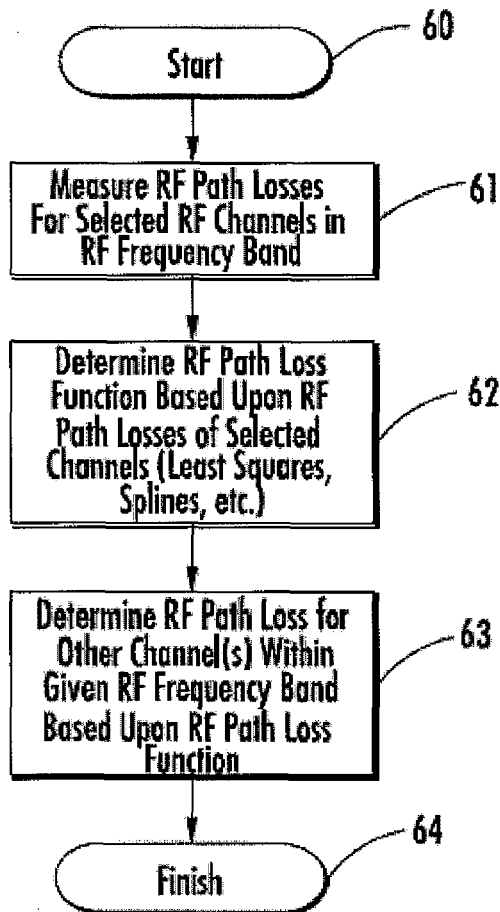 Start
60
Measure RF Path Losses
For Selected RF Channels in
RF Frequency Band
61
Determine RF Path Loss
Function Based Upon RF
Path Losses of Selected
Channels (Least Squares,
Splines, etc.)
62
Determine RF Path Loss for
Other Channel(s) Within
Given RF Frequency Band
Based Upon RF Path Loss
Function
63
Finish
64